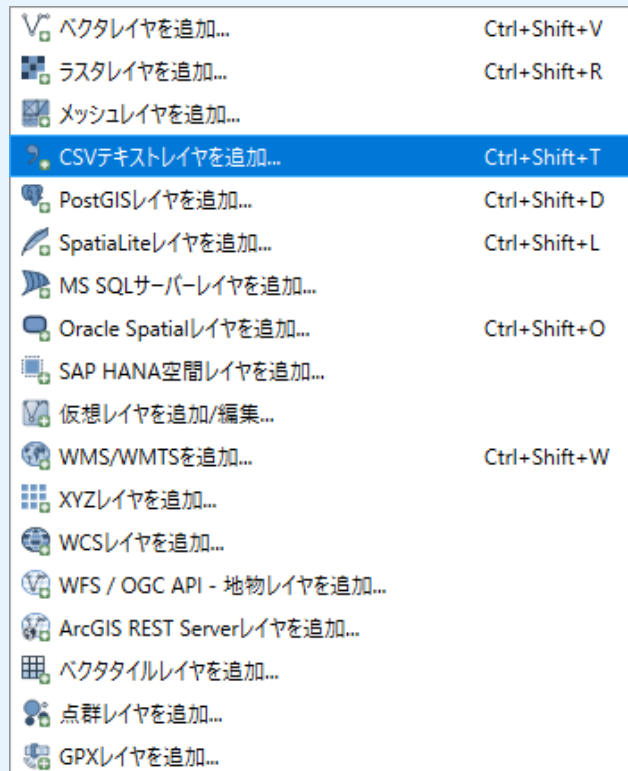 ベクタレイヤを追加... Ctrl+Shift+V
ラスタレイヤを追加... Ctrl+Shift+R
メッシュレイヤを追加...
CSVテキストレイヤを追加... Ctrl+Shift+T
PostGISレイヤを追加... Ctrl+Shift+D
SpatiaLiteレイヤを追加... Ctrl+Shift+L
MS SQLサーバーレイヤを追加...
Oracle Spatialレイヤを追加... Ctrl+Shift+O
SAP HANA空間レイヤを追加...
仮想レイヤを追加/編集...
WMS/WMTSを追加... Ctrl+Shift+W
XYZレイヤを追加...
WCSレイヤを追加...
WFS / OGC API - 地物レイヤを追加...
ArcGIS REST Serverレイヤを追加...
ベクタタイルレイヤを追加...
点群レイヤを追加...
GPXレイヤを追加...